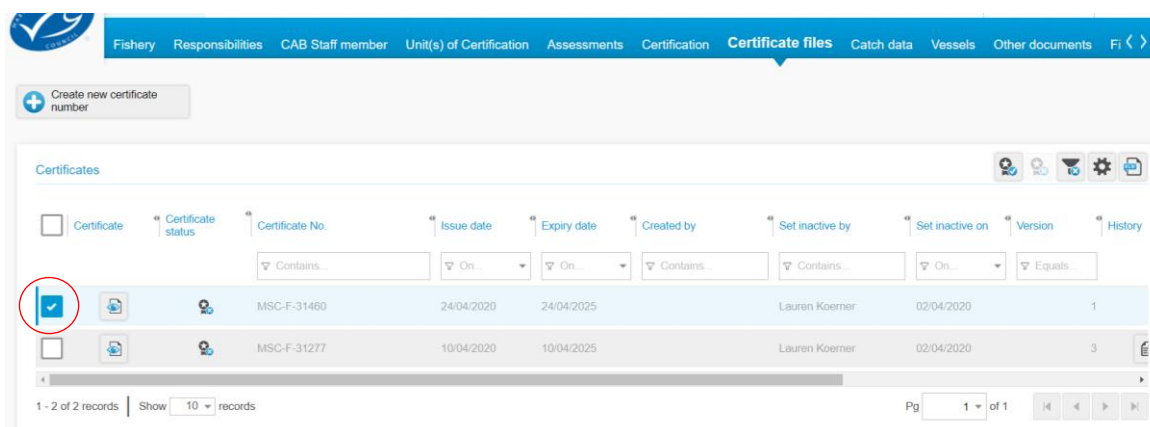 COUNCIL
Fishery Responsibilities CAB Staff member Unit(s) of Certification Assessments Certification Certificate files Catch data Vessels Other documents Fi
Create new certificate
number
Certificates
Certificate Certificate status Certificate No. Issue date Expiry date Created by Set inactive by Set inactive on Version History
Contains... On... On... Contains... Contains... On... Equals...
MSC-F-31460 24/04/2020 24/04/2025 Lauren Koerner 02/04/2020 1
MSC-F-31277 10/04/2020 10/04/2025 Lauren Koerner 02/04/2020 3
1 - 2 of 2 records Show 10 records Pg 1 of 1